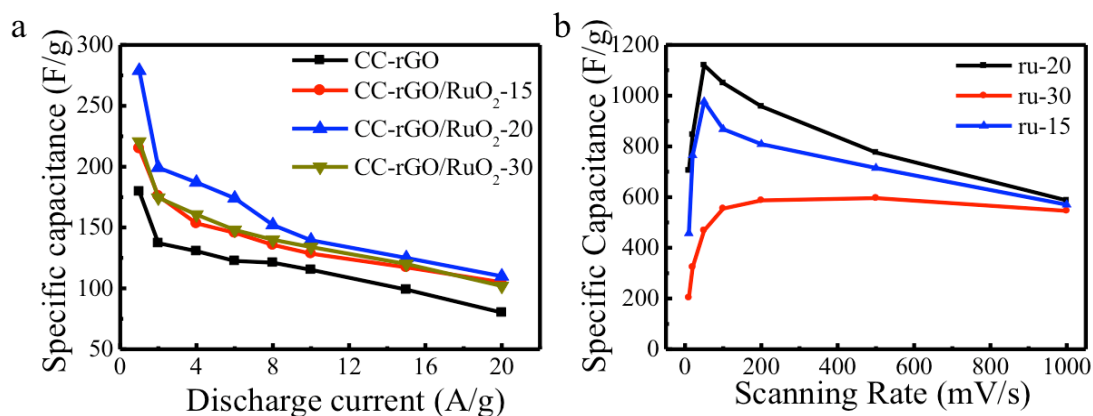 a
Specific capacitance (F/g)
300
250
200
150
100
50
CC-rGO
CC-rGO/RuO₂-15
CC-rGO/RuO₂-20
CC-rGO/RuO₂-30
0 4 8 12 16 20
Discharge current (A/g)
b
Specific Capacitance (F/g)
1200
1000
800
600
400
200
0
ru-20
ru-30
ru-15
0 200 400 600 800 1000
Scanning Rate (mV/s)